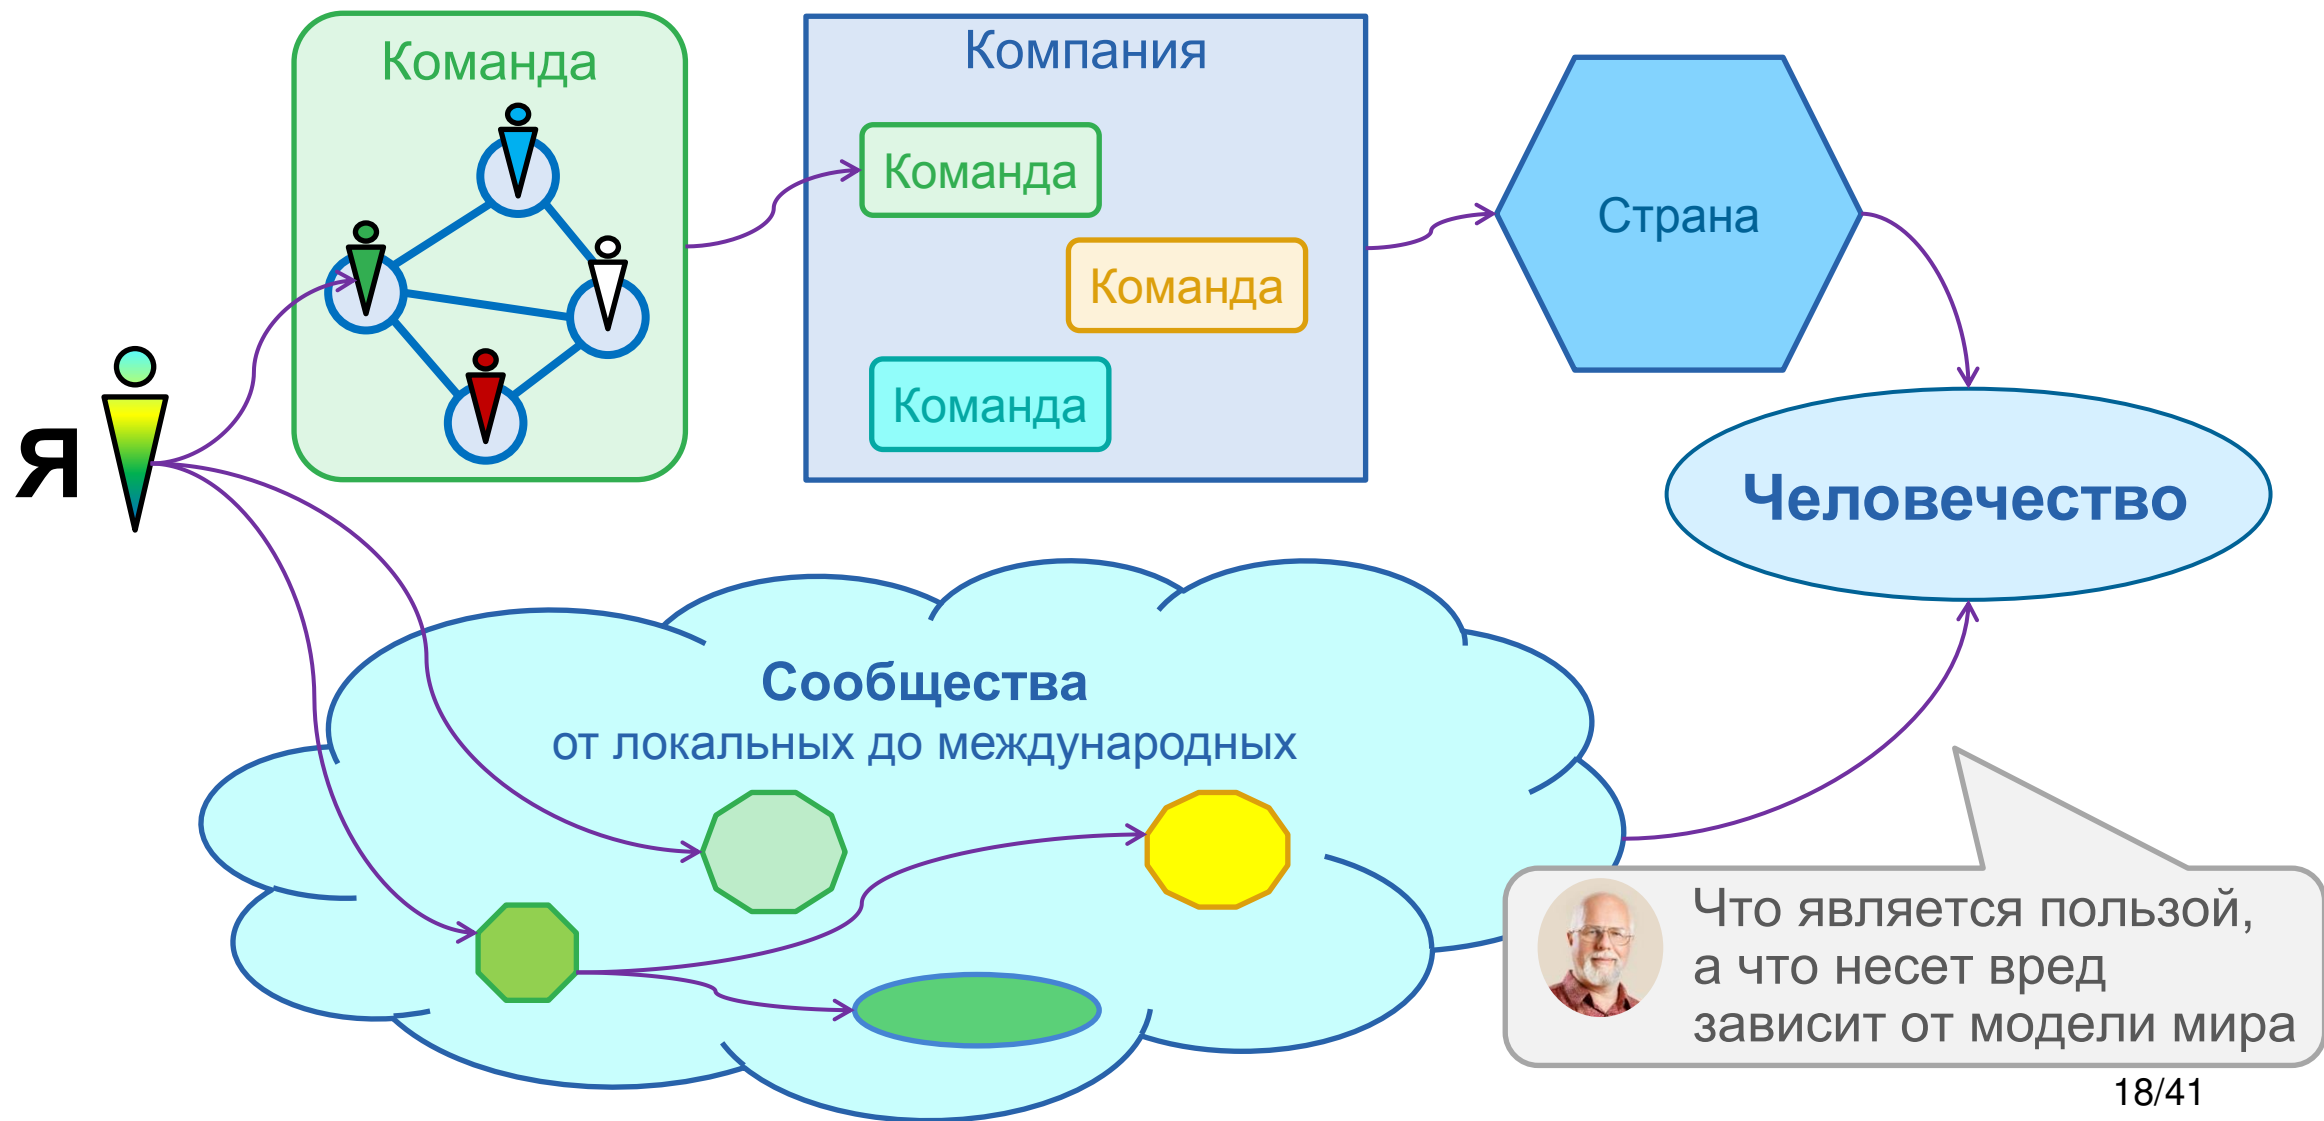 Команда
Компания
Команда
Команда
Команда
Страна
Я
Человечество
Сообщества
от локальных до международных
Что является пользой,
а что несет вред
зависит от модели мира
18/41